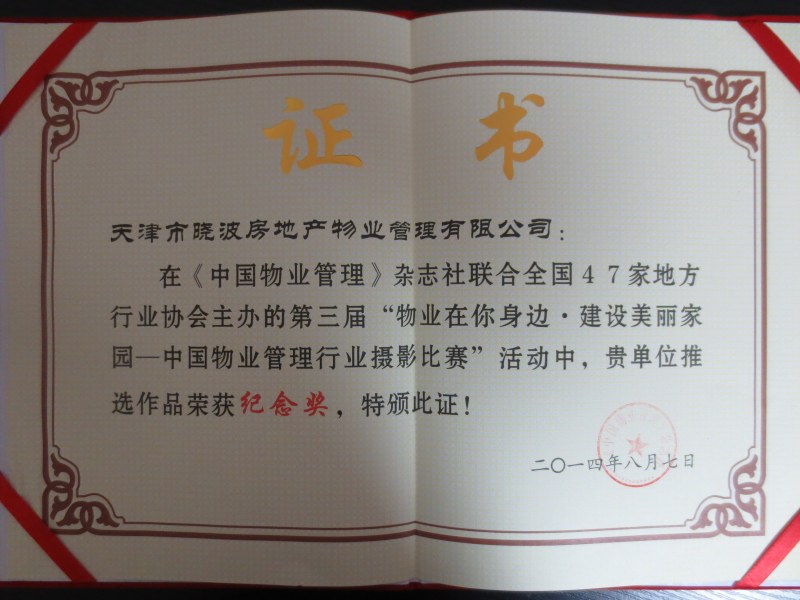 证书
天津市晓波房地产物业管理有限公司：
在《中国物业管理》杂志社联合全国47家地方
行业协会主办的第三届“物业在你身边·建设美丽家
园—中国物业管理行业摄影比赛”活动中，贵单位推
选作品荣获纪念奖，特颁此证！
二〇一四年八月七日